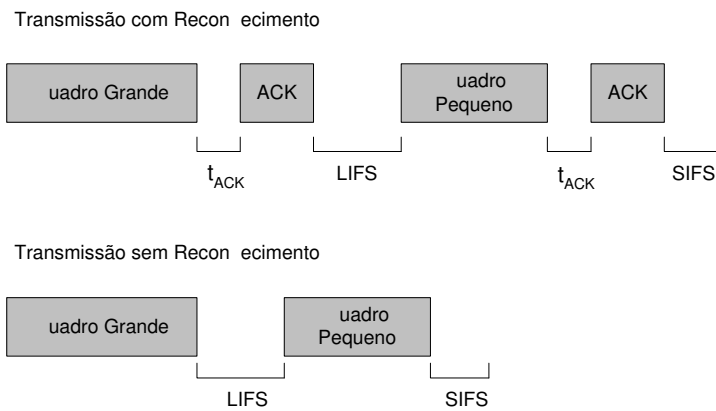 Transmissão com Recon ecimento
uadro Grande
ACK
uadro
Pequeno
ACK
tACK
LIFS
tACK
SIFS
Transmissão sem Recon ecimento
uadro Grande
uadro
Pequeno
LIFS
SIFS